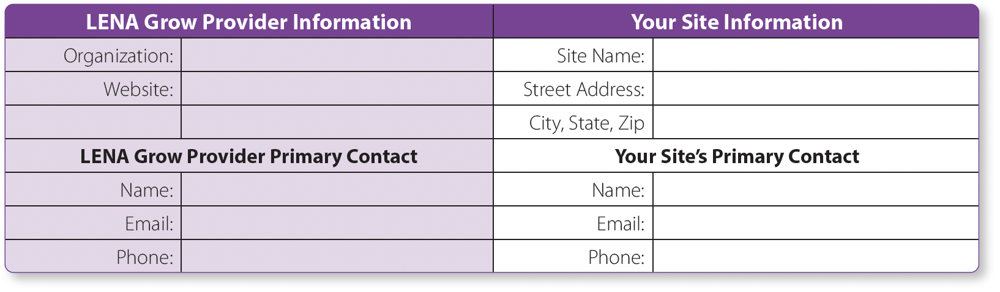 LENA Grow Provider Information Your Site Information
Organization: Site Name:
Website: Street Address:
City, State, Zip
LENA Grow Provider Primary Contact Your Site’s Primary Contact
Name: Name:
Email: Email:
Phone: Phone: